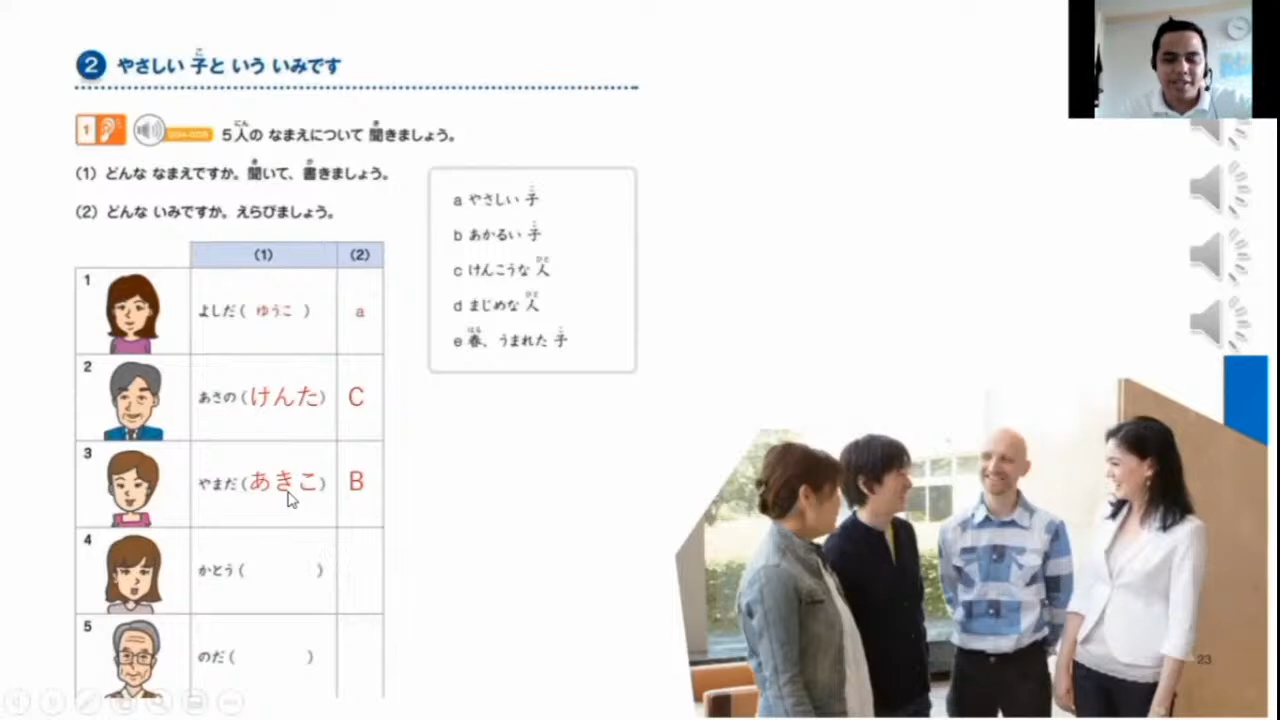 2 やさしい 子と いう いみです
1 5人の なまえについて 聞きましょう。
(1) どんな なまえですか。聞いて、書きましょう。
(2) どんな いみですか。えらびましょう。
a やさしい 子
b あかるい 子
c けんこうな 人
d まじめな 人
e 春、うまれた 子
(1) (2)
1 よしだ( ゆうこ ) a
2 あさの(けんた) C
3 やまだ(あきこ) B
4 かとう( )
5 のだ( )
23